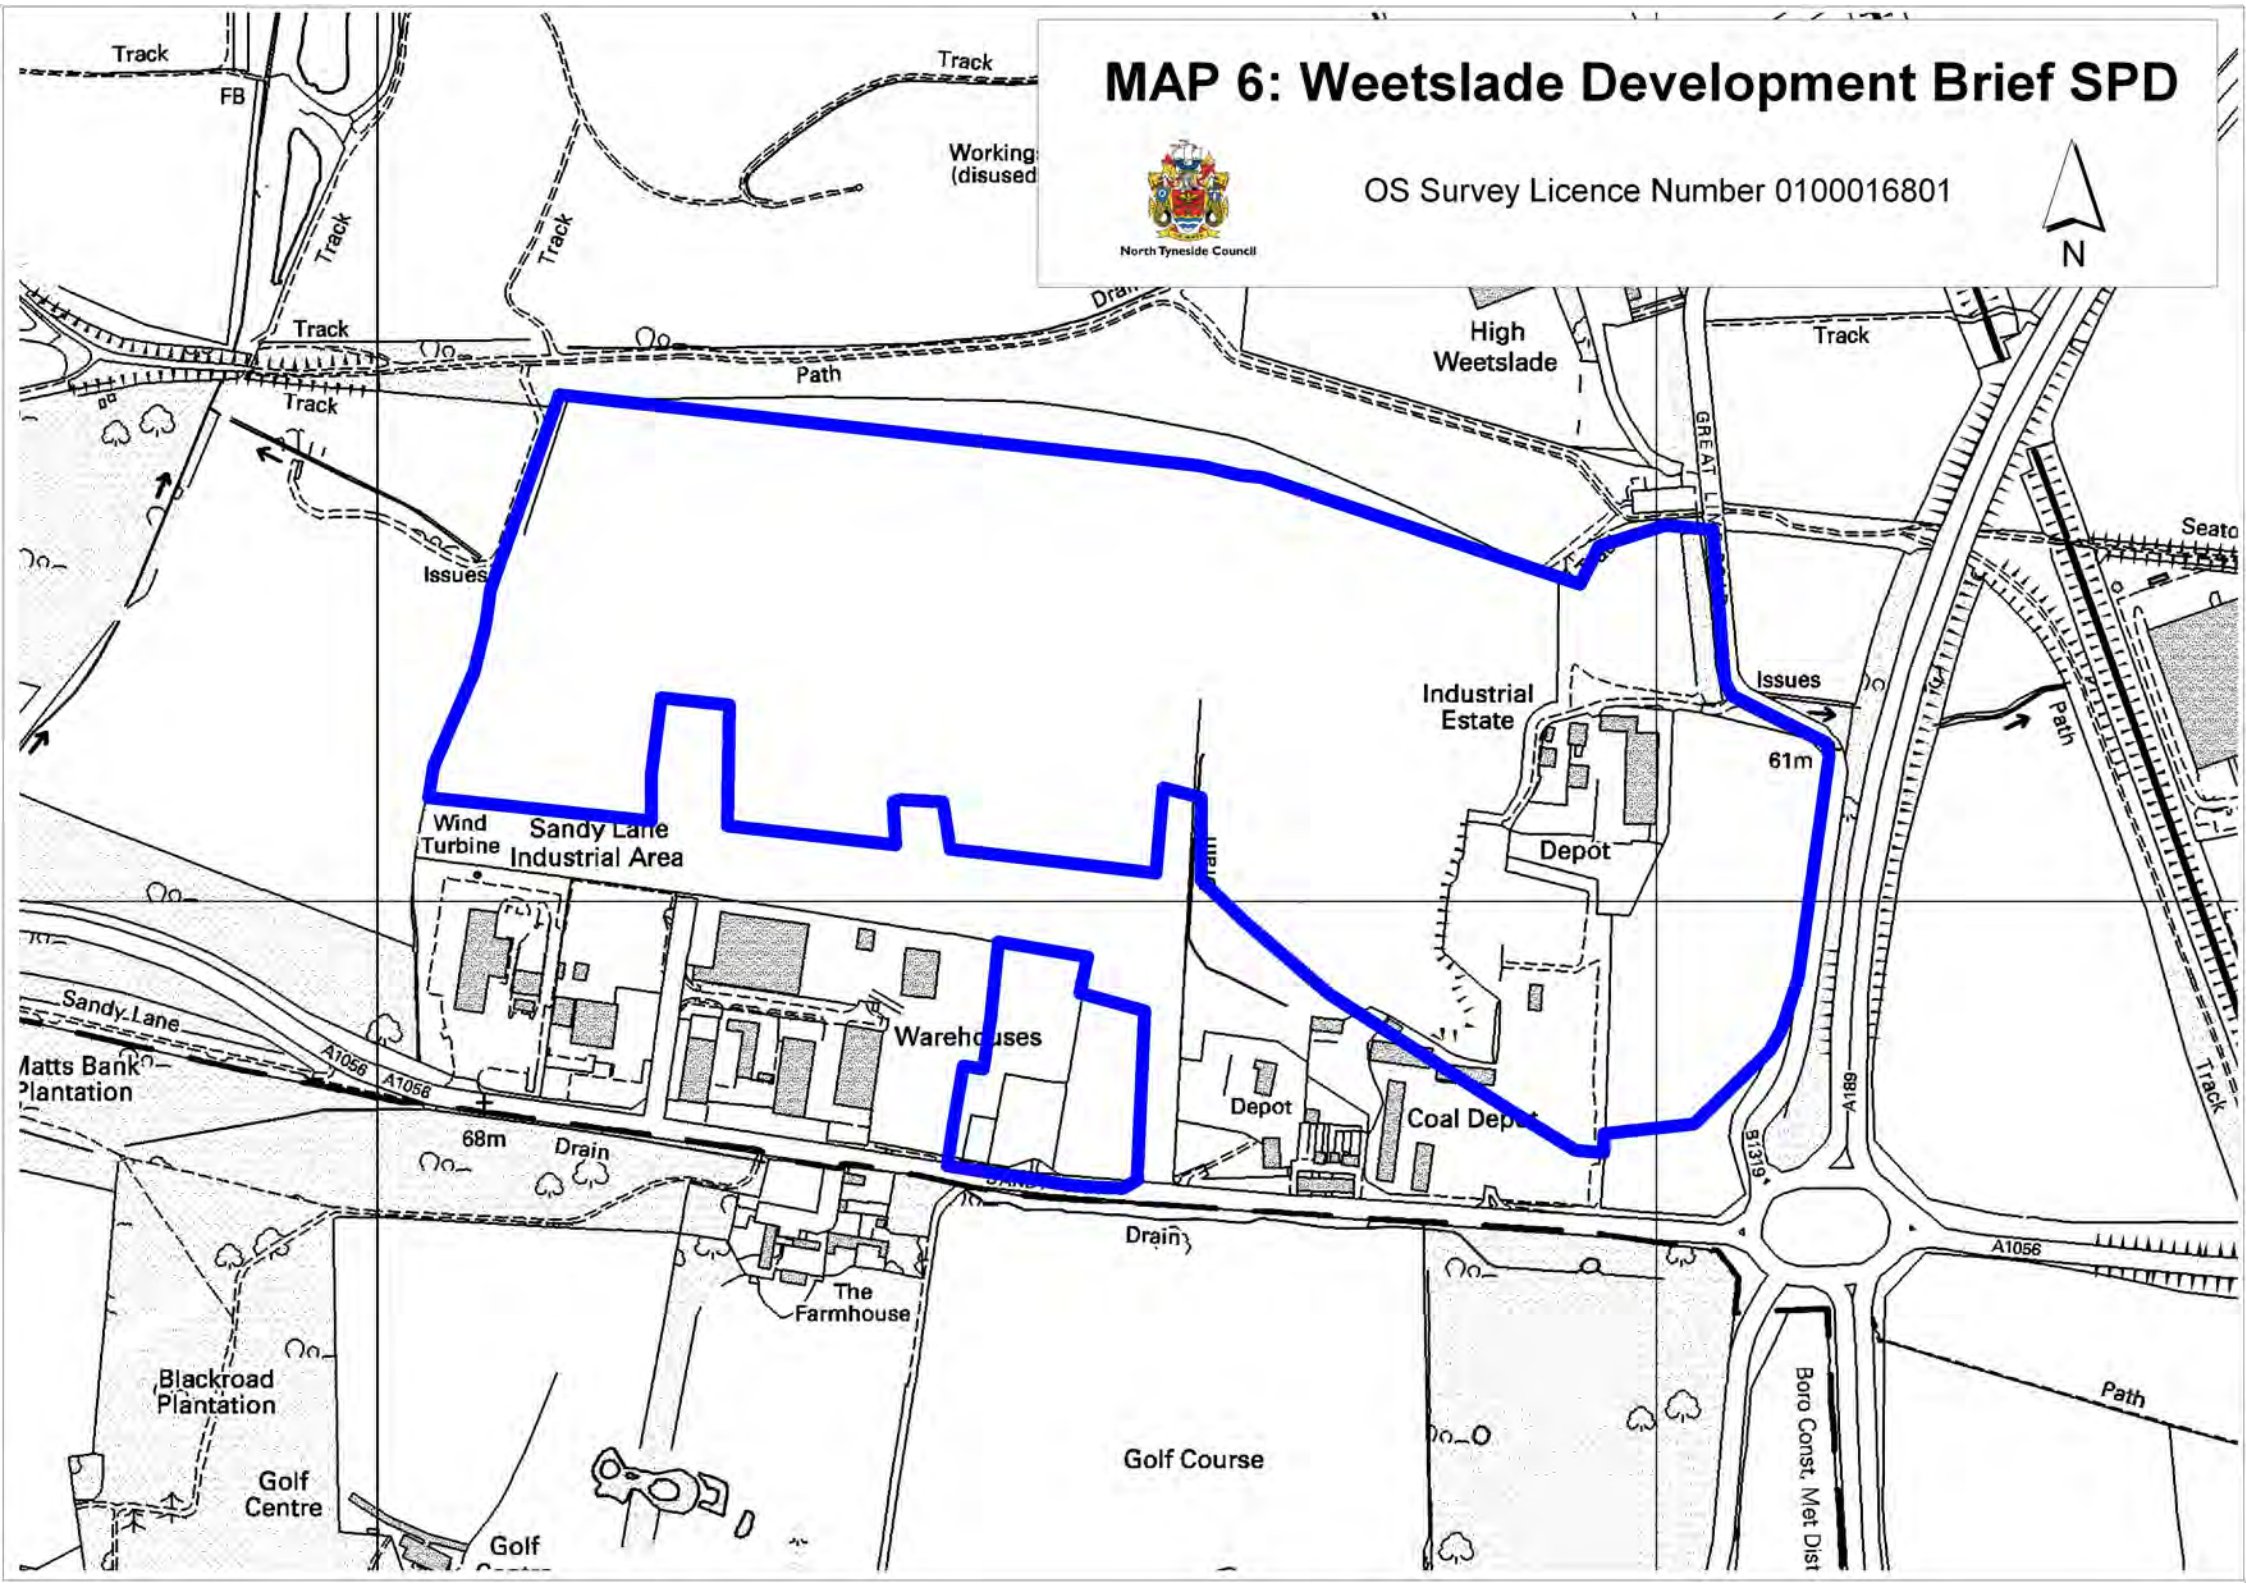 MAP 6: Weetslade Development Brief SPD
OS Survey Licence Number 0100016801
North Tyneside Council
N
Track
FB
Track
Working
(disused
Track
Track
Track
Track
Path
High
Weetslade
Track
GREAT
Seato
Issues
Issues
Industrial
Estate
Path
61m
Wind
Turbine
Sandy Lane
Industrial Area
Depot
Sandy Lane
Warehouses
A1056
A1056
Matts Bank
Plantation
68m
Drain
Depot
Coal Depot
A189
B1319
Track
Drain
A1056
The
Farmhouse
Blackroad
Plantation
Path
Boro Const, Met Dist
Golf Course
Golf
Centre
Golf